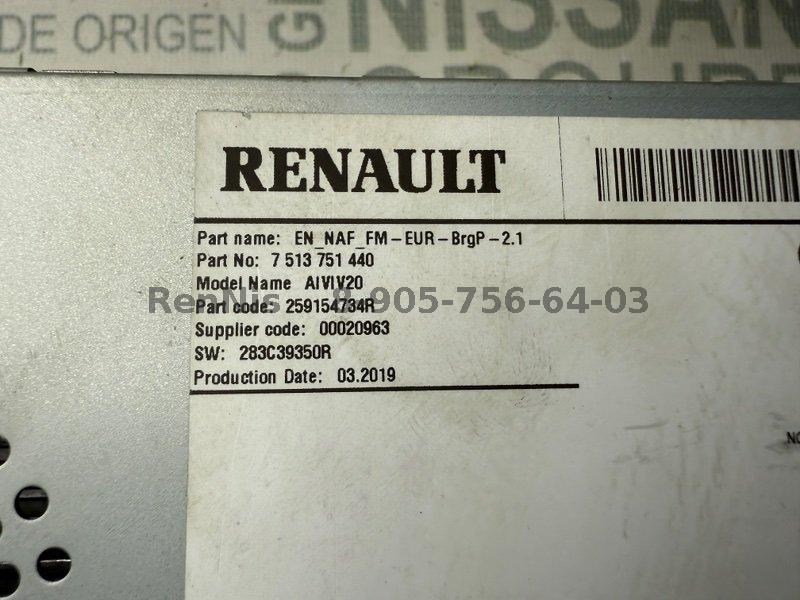 DE ORIGEN
NISSAN
RENAULT
Part name: EN_NAF_FM-EUR-BrgP-2.1
Part No: 7 513 751 440
Model Name AIVIV20
RenNis 8-905-756-64-03
Part code: 259154734R
Supplier code: 00020963
SW: 283C39350R
Production Date: 03.2019